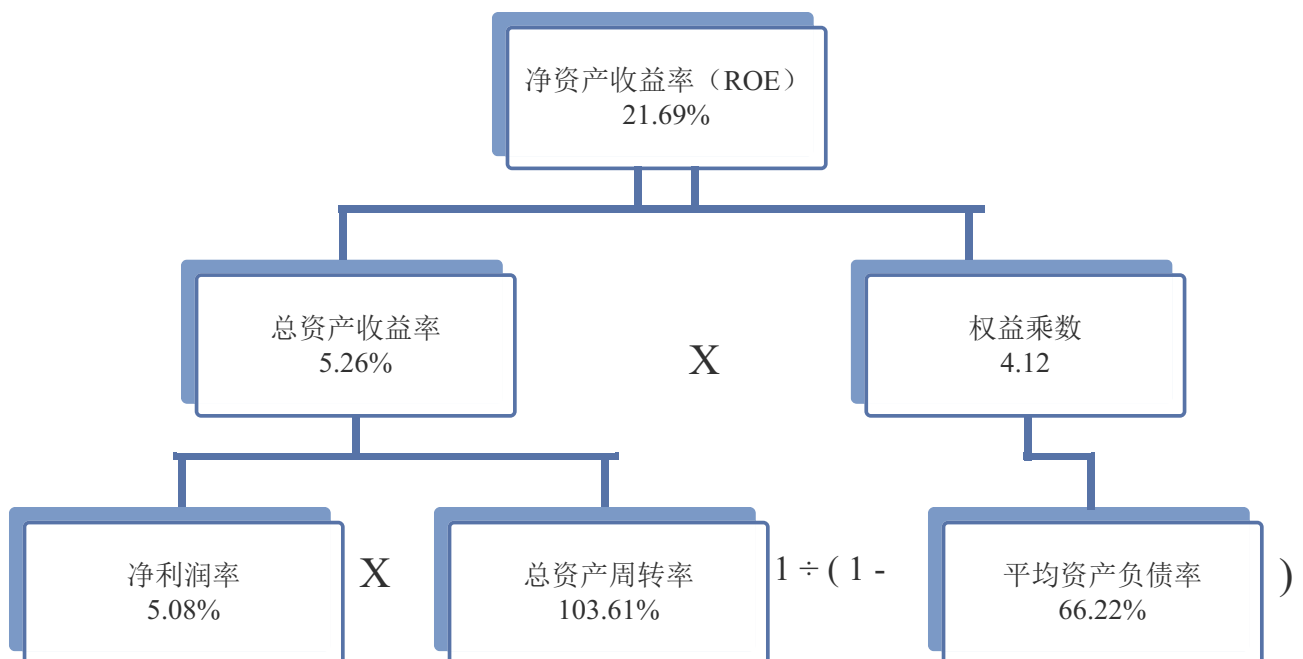 净资产收益率（ROE）
21.69%
总资产收益率
5.26%
X
权益乘数
4.12
净利润率
5.08%
X
总资产周转率
103.61%
1 ÷ ( 1 -
平均资产负债率
66.22%
)